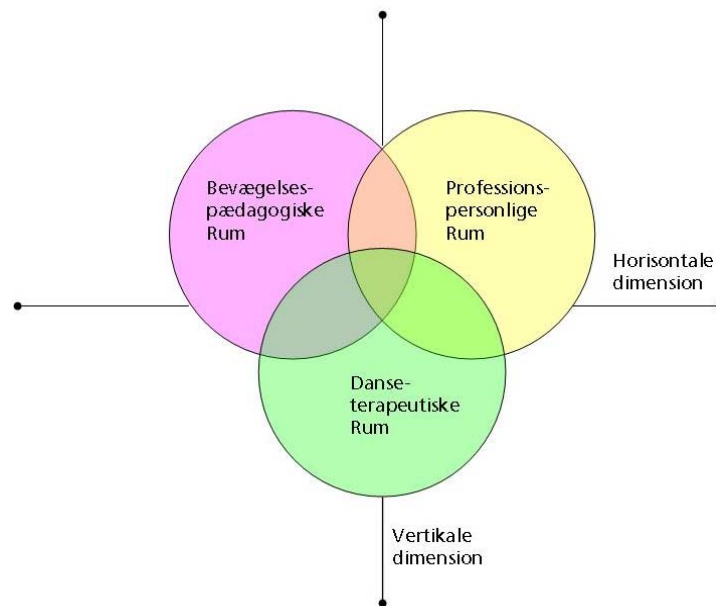 Bevægelses-
pædagogiske
Rum
Professions-
personlige
Rum
Horisontale
dimension
Danse-
terapeutiske
Rum
Vertikale
dimension